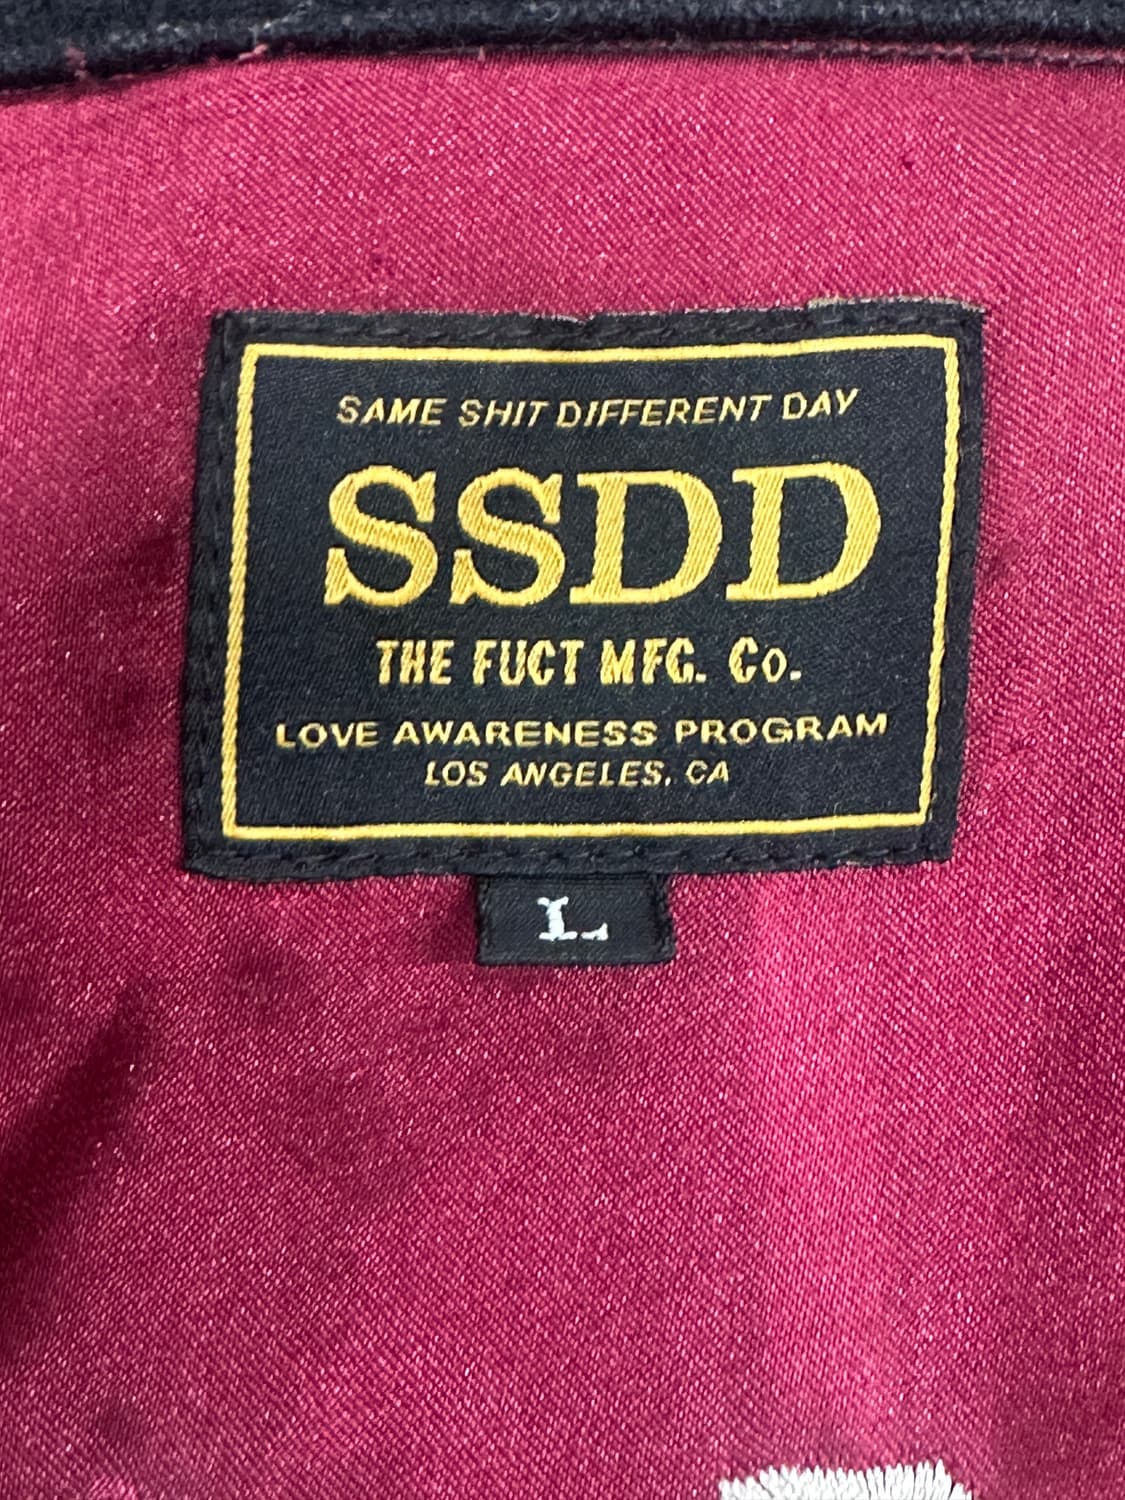 SAME SHIT DIFFERENT DAY
SSDD
THE FUCT MFG. Co.
LOVE AWARENESS PROGRAM
LOS ANGELES, CA
L